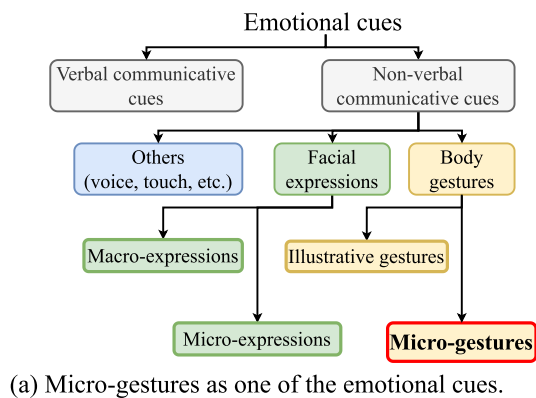 Emotional cues
Verbal communicative
cues
Non-verbal
communicative cues
Others
(voice, touch, etc.)
Facial
expressions
Body
gestures
Macro-expressions
Illustrative gestures
Micro-expressions
Micro-gestures
(a) Micro-gestures as one of the emotional cues.